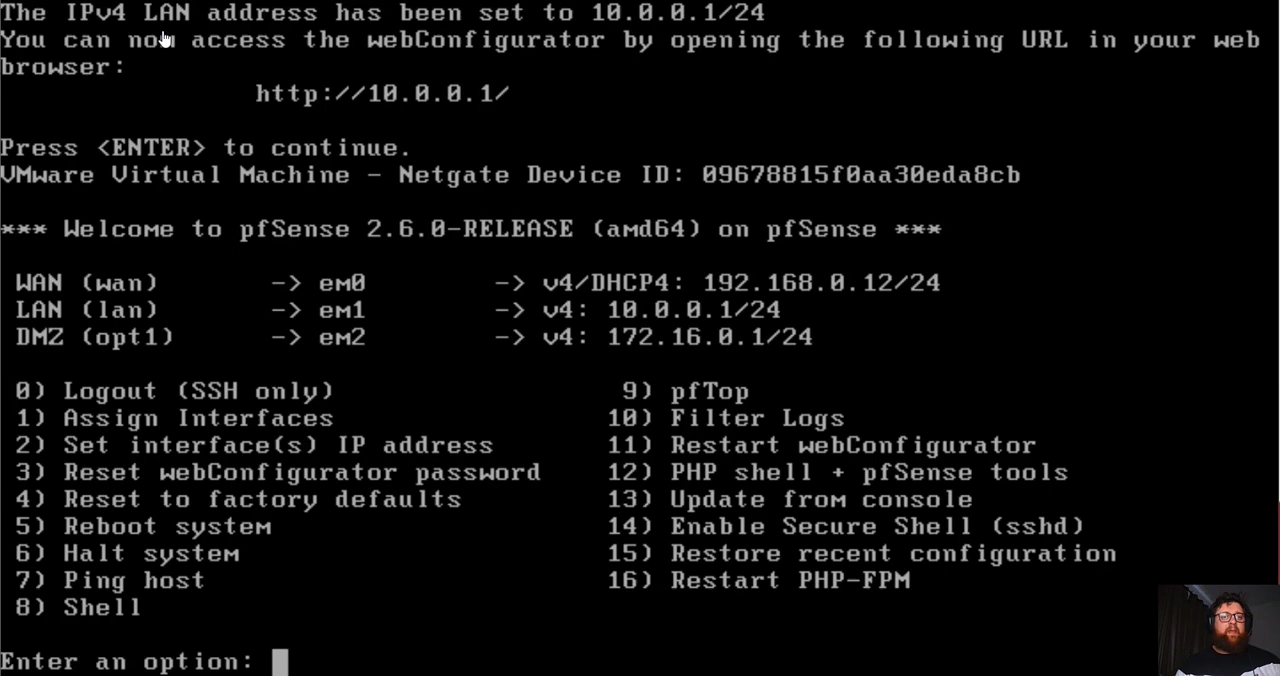 The IPv4 LAN address has been set to 10.0.0.1/24
You can now access the webConfigurator by opening the following URL in your web
browser:
http://10.0.0.1/
Press <ENTER> to continue.
VMware Virtual Machine - Netgate Device ID: 09678815f0aa30eda8cb
*** Welcome to pfSense 2.6.0-RELEASE (amd64) on pfSense ***
WAN (wan) -> em0 -> v4/DHCP4: 192.168.0.12/24
LAN (lan) -> em1 -> v4: 10.0.0.1/24
DMZ (opt1) -> em2 -> v4: 172.16.0.1/24
0) Logout (SSH only) 9) pfTop
1) Assign Interfaces 10) Filter Logs
2) Set interface(s) IP address 11) Restart webConfigurator
3) Reset webConfigurator password 12) PHP shell + pfSense tools
4) Reset to factory defaults 13) Update from console
5) Reboot system 14) Enable Secure Shell (sshd)
6) Halt system 15) Restore recent configuration
7) Ping host 16) Restart PHP-FPM
8) Shell
Enter an option: